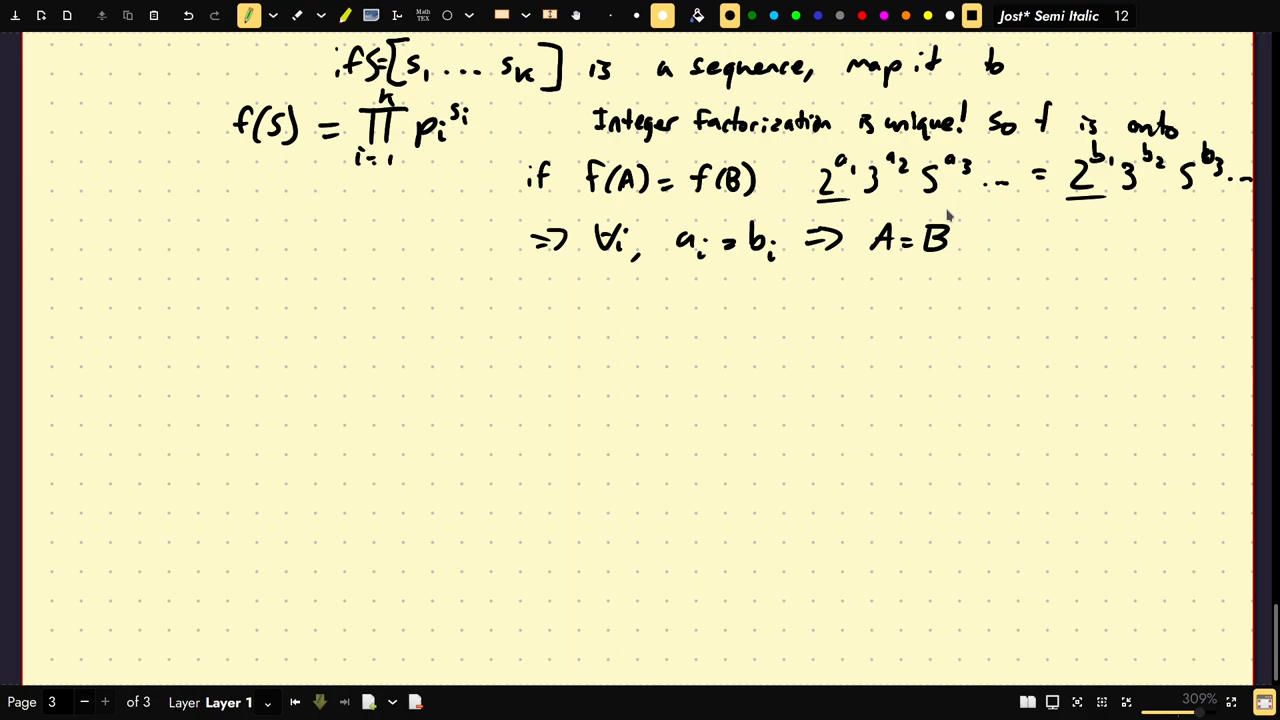 Math
TEX
Jost* Semi Italic 12
if S=[s₁ ... sₖ] is a sequence, map it to
f(S) = ∏ᵢ₌₁ᵏ pᵢ^sᵢ Integer factorization is unique! So f is onto
if f(A) = f(B) 2^a₁ 3^a₂ 5^a₃ ... = 2^b₁ 3^b₂ 5^b₃ ...
=> ∀i, aᵢ = bᵢ => A = B
Page 3 of 3 Layer Layer 1 309%